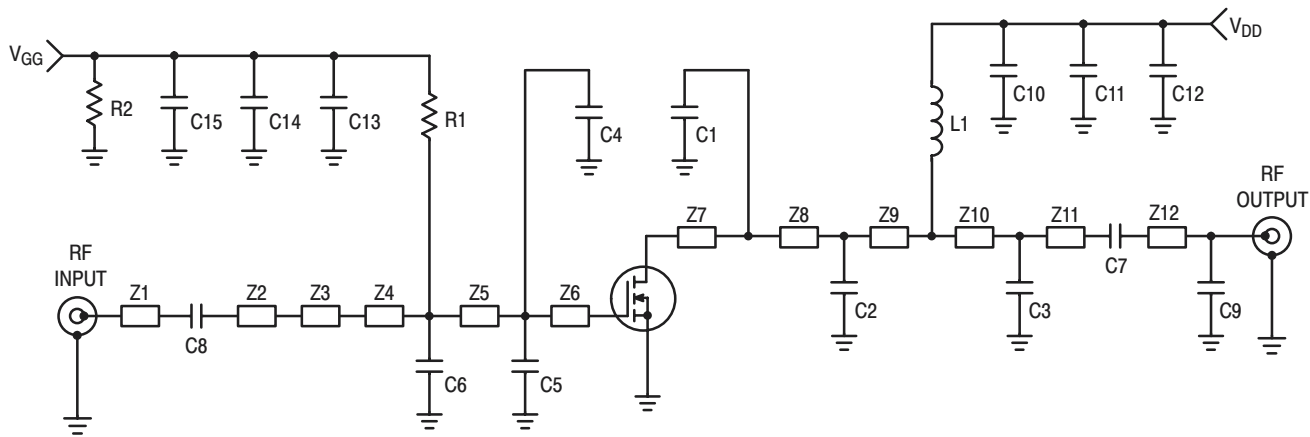 VGG
R2
C15
C14
C13
R1
C4
C1
L1
C10
C11
C12
VDD
RF
INPUT
Z1
C8
Z2
Z3
Z4
C6
Z5
C5
Z6
Z7
Z8
C2
Z9
Z10
C3
Z11
C7
Z12
C9
RF
OUTPUT